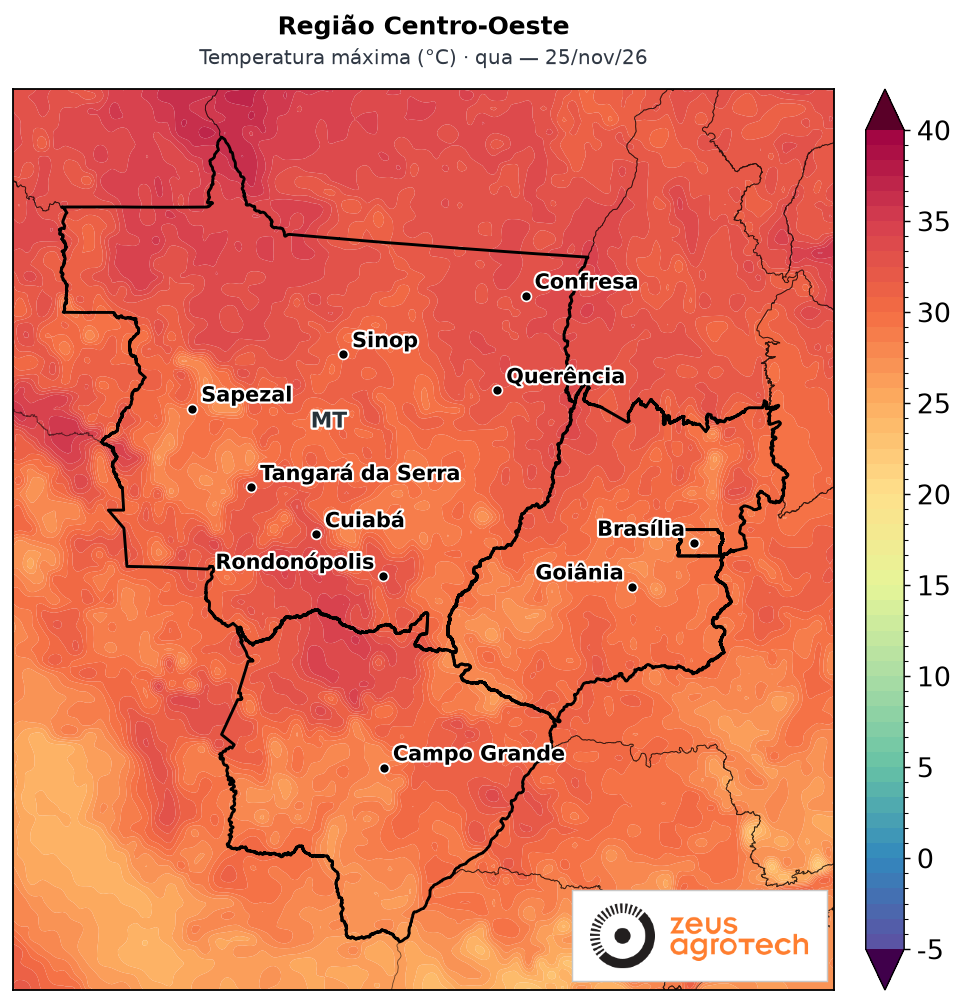 Região Centro-Oeste
Temperatura máxima (°C) · qua — 25/nov/26
40
35
30
25
20
15
10
5
0
-5
Confresa
Sinop
Querência
Sapezal
MT
Tangará da Serra
Cuiabá
Brasília
Rondonópolis
Goiânia
Campo Grande
zeus
agrotech